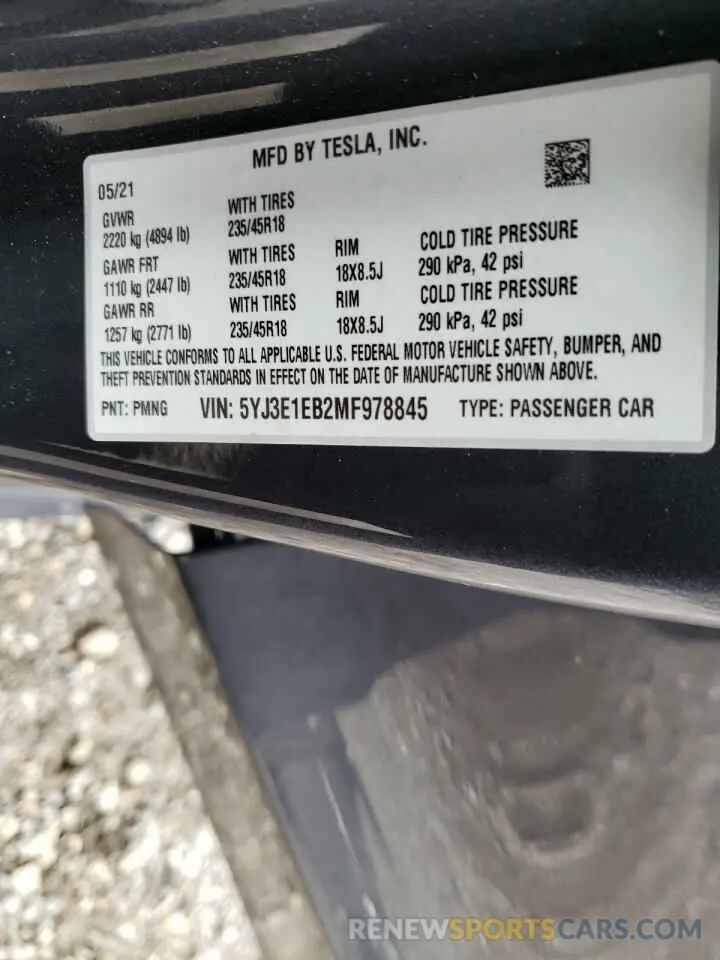 MFD BY TESLA, INC.
05/21
GVWR WITH TIRES
2220 kg (4894 lb) 235/45R18
GAWR FRT WITH TIRES RIM COLD TIRE PRESSURE
1110 kg (2447 lb) 235/45R18 18X8.5J 290 kPa, 42 psi
GAWR RR WITH TIRES RIM COLD TIRE PRESSURE
1257 kg (2771 lb) 235/45R18 18X8.5J 290 kPa, 42 psi
THIS VEHICLE CONFORMS TO ALL APPLICABLE U.S. FEDERAL MOTOR VEHICLE SAFETY, BUMPER, AND
THEFT PREVENTION STANDARDS IN EFFECT ON THE DATE OF MANUFACTURE SHOWN ABOVE.
PNT: PMNG VIN: 5YJ3E1EB2MF978845 TYPE: PASSENGER CAR
RENEWSPORTSCARS.COM